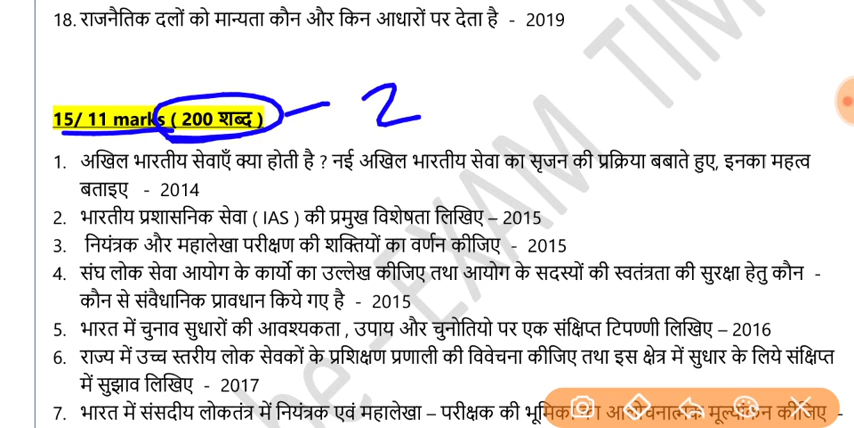 18. राजनैतिक दलों को मान्यता कौन और किन आधारों पर देता है - 2019
15/ 11 marks ( 200 शब्द ) - 2
1. अखिल भारतीय सेवाएँ क्या होती है ? नई अखिल भारतीय सेवा का सृजन की प्रक्रिया बबाते हुए, इनका महत्व
बताइए - 2014
2. भारतीय प्रशासनिक सेवा ( IAS ) की प्रमुख विशेषता लिखिए – 2015
3. नियंत्रक और महालेखा परीक्षण की शक्तियों का वर्णन कीजिए - 2015
4. संघ लोक सेवा आयोग के कार्यो का उल्लेख कीजिए तथा आयोग के सदस्यों की स्वतंत्रता की सुरक्षा हेतु कौन -
कौन से संवैधानिक प्रावधान किये गए है - 2015
5. भारत में चुनाव सुधारों की आवश्यकता , उपाय और चुनोतियो पर एक संक्षिप्त टिपण्णी लिखिए – 2016
6. राज्य में उच्च स्तरीय लोक सेवकों के प्रशिक्षण प्रणाली की विवेचना कीजिए तथा इस क्षेत्र में सुधार के लिये संक्षिप्त
में सुझाव लिखिए - 2017
7. भारत में संसदीय लोकतंत्र में नियंत्रक एवं महालेखा – परीक्षक की मूल्यांकन कीजिए -
he - EXAM TIM